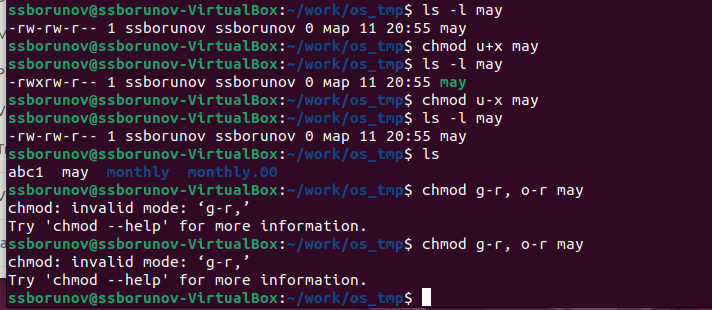 ssborunov@ssborunov-VirtualBox:~/work/os_tmp$ ls -l may
-rw-rw-r-- 1 ssborunov ssborunov 0 мар 11 20:55 may
ssborunov@ssborunov-VirtualBox:~/work/os_tmp$ chmod u+x may
ssborunov@ssborunov-VirtualBox:~/work/os_tmp$ ls -l may
-rwxrw-r-- 1 ssborunov ssborunov 0 мар 11 20:55 may
ssborunov@ssborunov-VirtualBox:~/work/os_tmp$ chmod u-x may
ssborunov@ssborunov-VirtualBox:~/work/os_tmp$ ls -l may
-rw-rw-r-- 1 ssborunov ssborunov 0 мар 11 20:55 may
ssborunov@ssborunov-VirtualBox:~/work/os_tmp$ ls
abc1  may  monthly  monthly.00
ssborunov@ssborunov-VirtualBox:~/work/os_tmp$ chmod g-r, o-r may
chmod: invalid mode: ‘g-r,’
Try 'chmod --help' for more information.
ssborunov@ssborunov-VirtualBox:~/work/os_tmp$ chmod g-r, o-r may
chmod: invalid mode: ‘g-r,’
Try 'chmod --help' for more information.
ssborunov@ssborunov-VirtualBox:~/work/os_tmp$